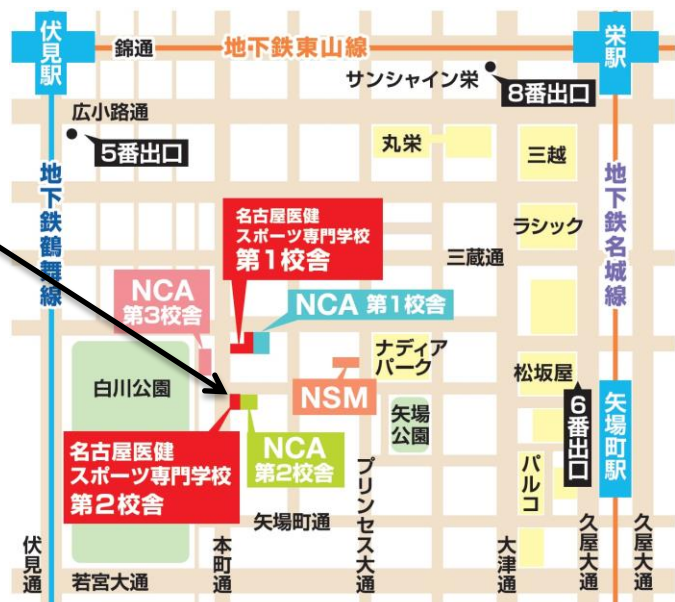 伏見駅
錦通
地下鉄東山線
栄駅
サンシャイン栄
8番出口
広小路通
5番出口
丸栄
三越
地下鉄鶴舞線
地下鉄名城線
名古屋医健
スポーツ専門学校
第1校舎
ラシック
三蔵通
NCA
第3校舎
NCA 第1校舎
ナディア
パーク
白川公園
NSM
松坂屋
矢場
公園
6番出口
矢場町駅
名古屋医健
スポーツ専門学校
第2校舎
NCA
第2校舎
パルコ
プリンセス大通
矢場町通
伏見通
本町通
大津通
久屋大通
久屋大通
若宮大通